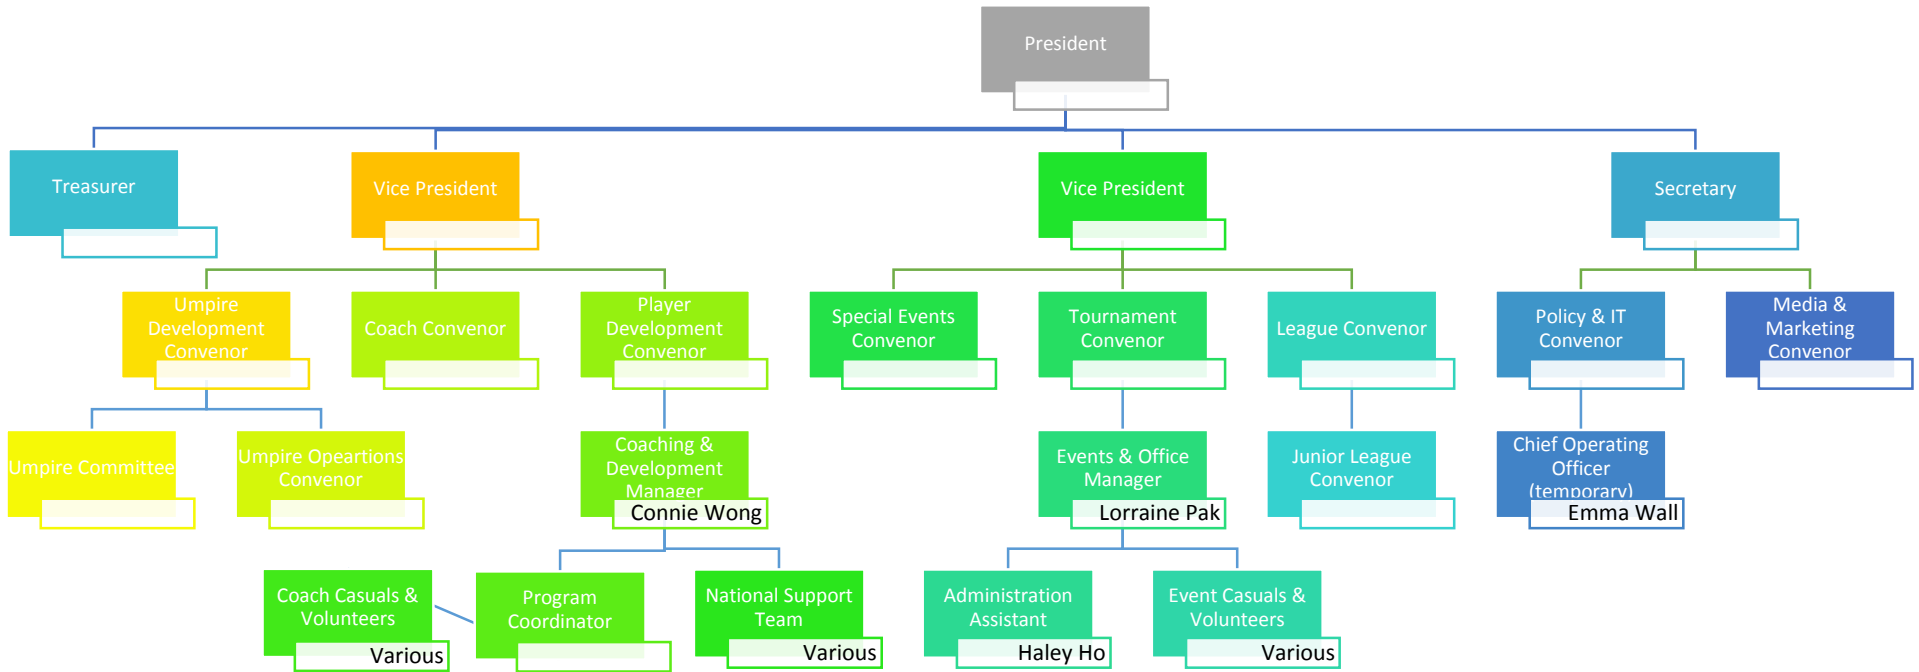 President
Treasurer
Vice President
Vice President
Secretary
Umpire
Development
Convenor
Coach Convenor
Player
Development
Convenor
Special Events
Convenor
Tournament
Convenor
League Convenor
Policy & IT
Convenor
Media &
Marketing
Convenor
Umpire Committee
Umpire Opeartions
Convenor
Coaching &
Development
Manager
Connie Wong
Events & Office
Manager
Lorraine Pak
Junior League
Convenor
Chief Operating
Officer
(temporary)
Emma Wall
Coach Casuals &
Volunteers
Various
Program
Coordinator
National Support
Team
Various
Administration
Assistant
Haley Ho
Event Casuals &
Volunteers
Various